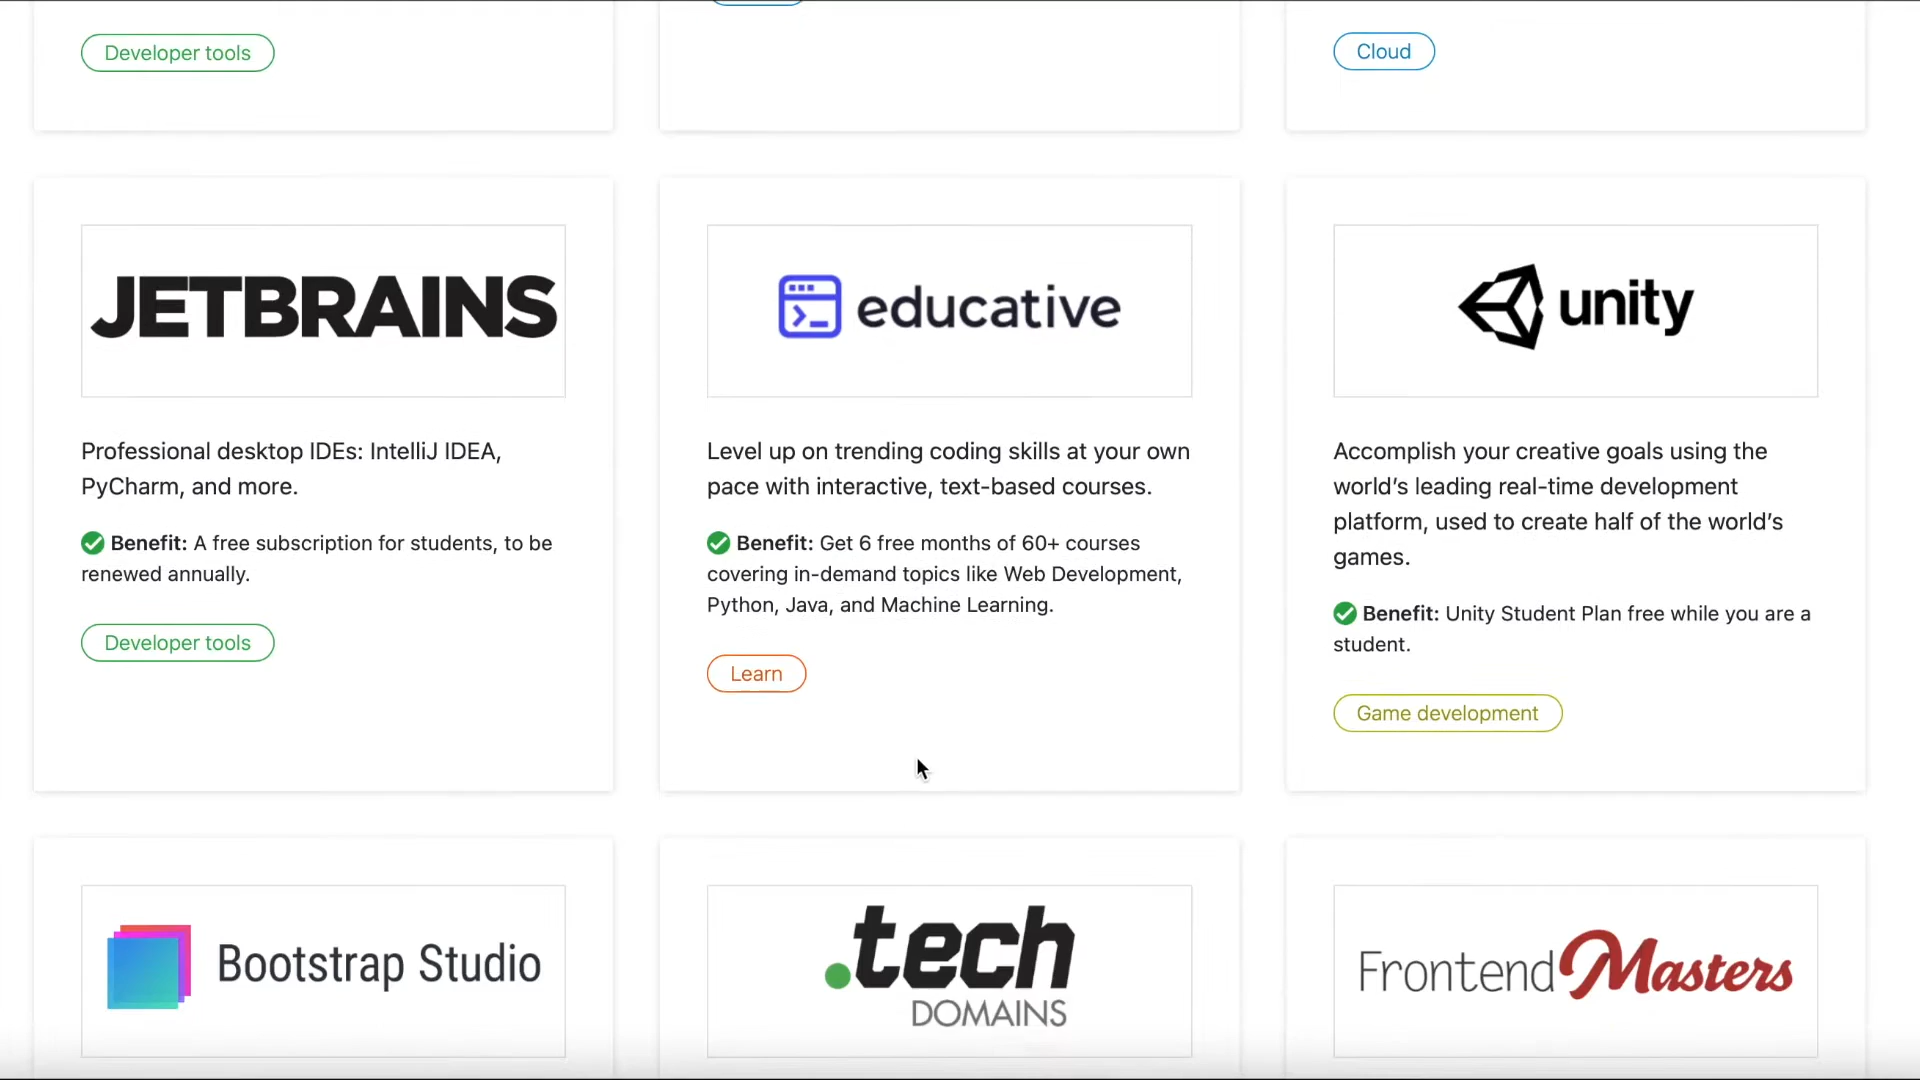 Developer tools
Cloud
JETBRAINS
Professional desktop IDEs: IntelliJ IDEA,
PyCharm, and more.
Benefit: A free subscription for students, to be
renewed annually.
Developer tools
educative
Level up on trending coding skills at your own
pace with interactive, text-based courses.
Benefit: Get 6 free months of 60+ courses
covering in-demand topics like Web Development,
Python, Java, and Machine Learning.
Learn
unity
Accomplish your creative goals using the
world’s leading real-time development
platform, used to create half of the world’s
games.
Benefit: Unity Student Plan free while you are a
student.
Game development
Bootstrap Studio
.tech
DOMAINS
Frontend Masters